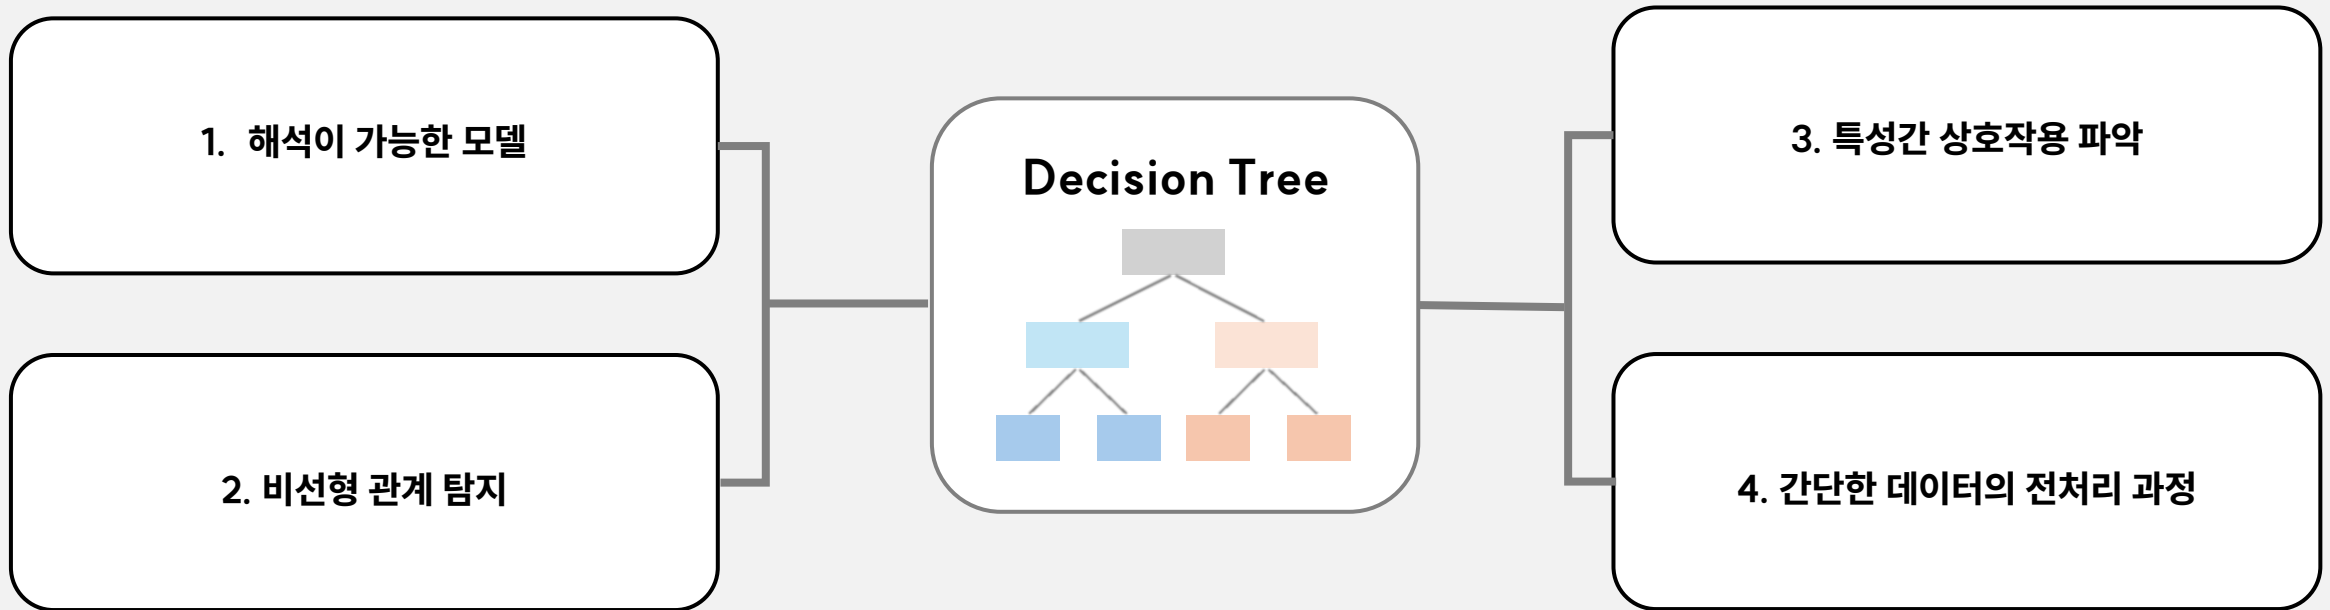 1. 해석이 가능한 모델
2. 비선형 관계 탐지
Decision Tree
3. 특성간 상호작용 파악
4. 간단한 데이터의 전처리 과정